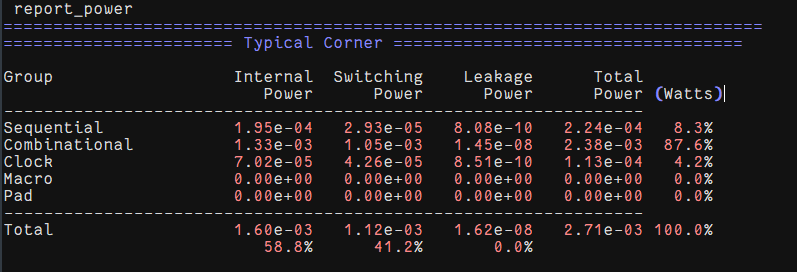 report_power
============================================================================
======================= Typical Corner ===================================

Group                  Internal  Switching    Leakage      Total
                          Power      Power      Power      Power (Watts)
----------------------------------------------------------------
Sequential             1.95e-04   2.93e-05   8.08e-10   2.24e-04   8.3%
Combinational          1.33e-03   1.05e-03   1.45e-08   2.38e-03  87.6%
Clock                  7.02e-05   4.26e-05   8.51e-10   1.13e-04   4.2%
Macro                  0.00e+00   0.00e+00   0.00e+00   0.00e+00   0.0%
Pad                    0.00e+00   0.00e+00   0.00e+00   0.00e+00   0.0%
----------------------------------------------------------------
Total                  1.60e-03   1.12e-03   1.62e-08   2.71e-03 100.0%
                          58.8%      41.2%       0.0%